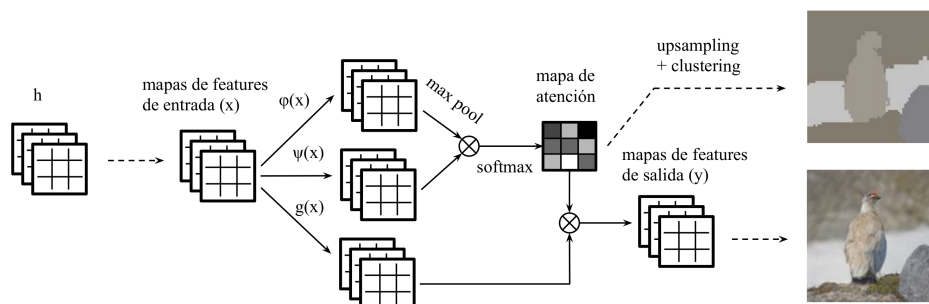 h
mapas de features
de entrada (x)
φ(x)
ψ(x)
g(x)
max pool
softmax
mapa de
atención
upsampling
+ clustering
mapas de features
de salida (y)